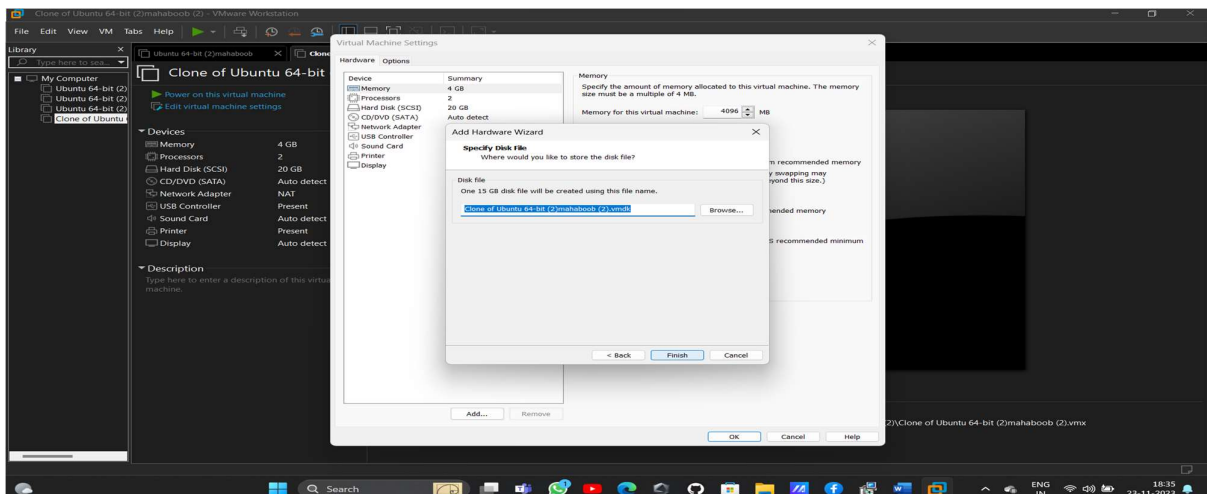 Clone of Ubuntu 64-bit (2)mahaboob (2) - VMware Workstation
File Edit View VM Tabs Help
Library
Type here to sea...
My Computer
Ubuntu 64-bit (2)
Ubuntu 64-bit (2)
Ubuntu 64-bit (2)
Clone of Ubuntu
Ubuntu 64-bit (2)mahaboob
Clone
Clone of Ubuntu 64-bit
Power on this virtual machine
Edit virtual machine settings
Devices
Memory 4 GB
Processors 2
Hard Disk (SCSI) 20 GB
CD/DVD (SATA) Auto detect
Network Adapter NAT
USB Controller Present
Sound Card Auto detect
Printer Present
Display Auto detect
Description
Type here to enter a description of this virtual
machine.
Virtual Machine Settings
Hardware Options
Device Summary
Memory 4 GB
Processors 2
Hard Disk (SCSI) 20 GB
CD/DVD (SATA) Auto detect
Network Adapter
USB Controller
Sound Card
Printer
Display
Memory
Specify the amount of memory allocated to this virtual machine. The memory
size must be a multiple of 4 MB.
Memory for this virtual machine: 4096 MB
m recommended memory
y swapping may
eyond this size.)
ended memory
S recommended minimum
Add Hardware Wizard
Specify Disk File
Where would you like to store the disk file?
Disk file
One 15 GB disk file will be created using this file name.
Clone of Ubuntu 64-bit (2)mahaboob (2).vmdk
Browse...
< Back Finish Cancel
Add... Remove
OK Cancel Help
2)\Clone of Ubuntu 64-bit (2)mahaboob (2).vmx
Search
ENG
IN
18:35
23-11-2023